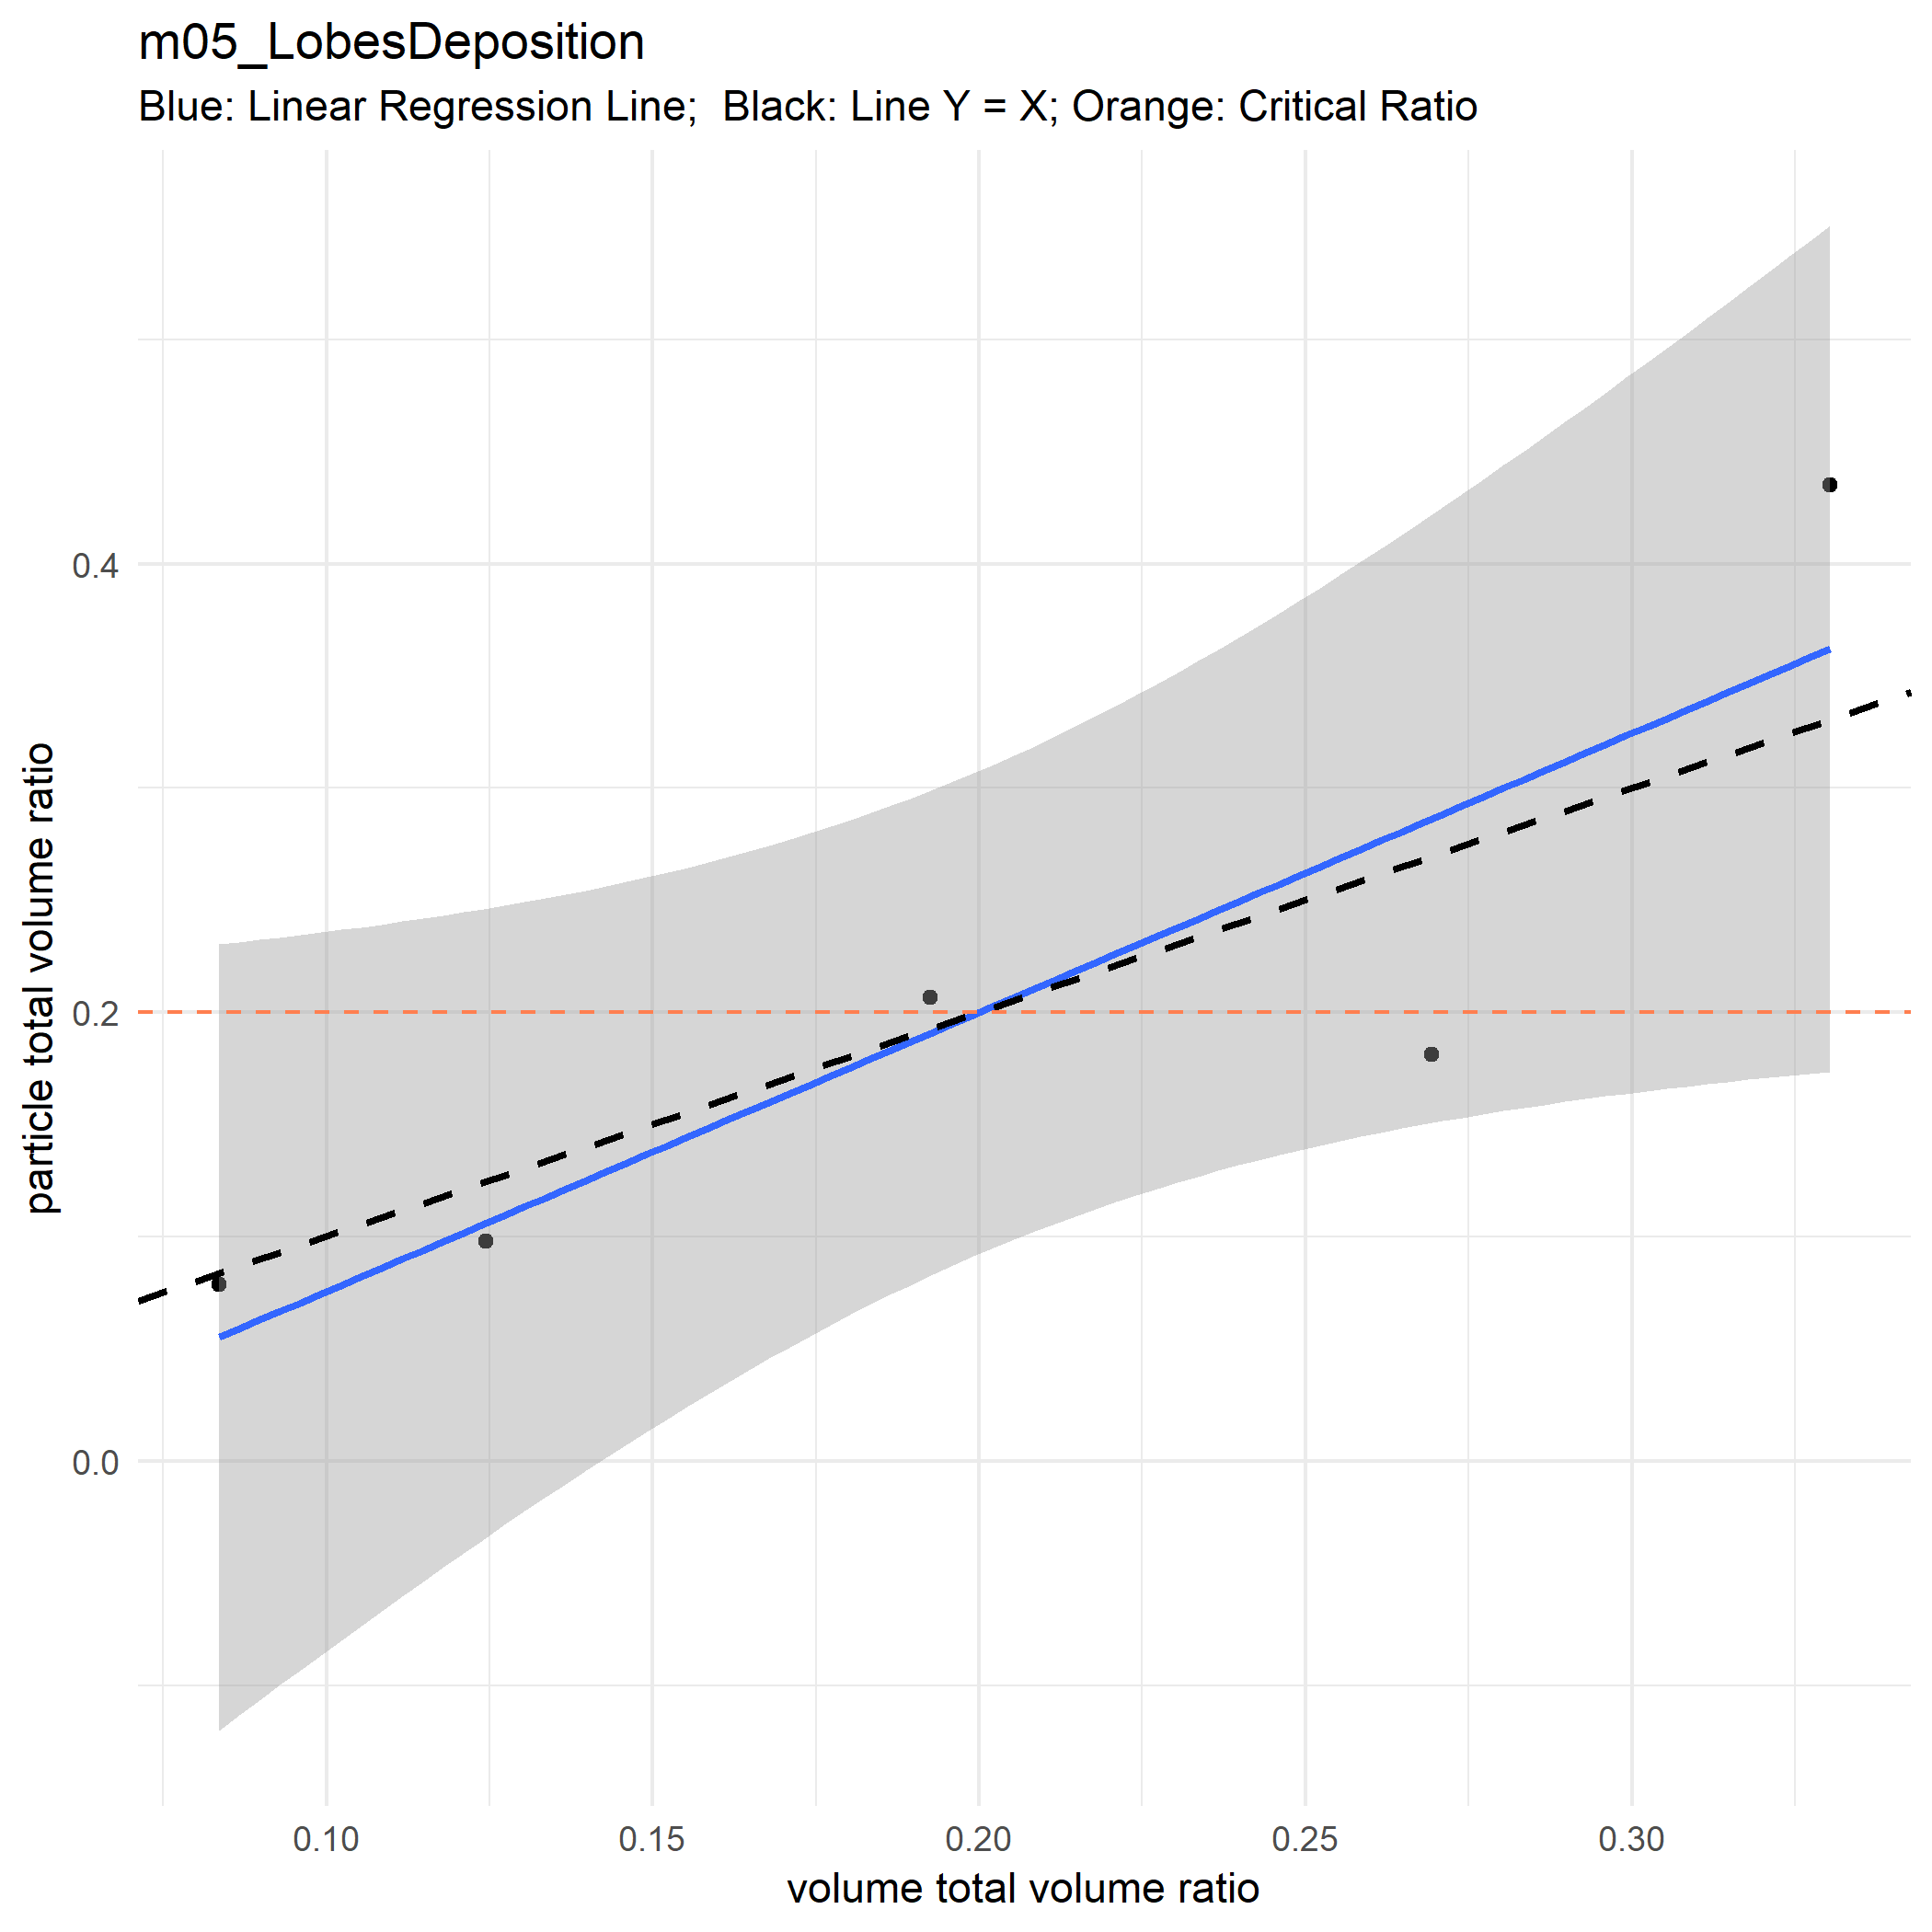 m05_LobesDeposition
Blue: Linear Regression Line;  Black: Line Y = X; Orange: Critical Ratio
particle total volume ratio
0.4
0.2
0.0
0.10 0.15 0.20 0.25 0.30
volume total volume ratio